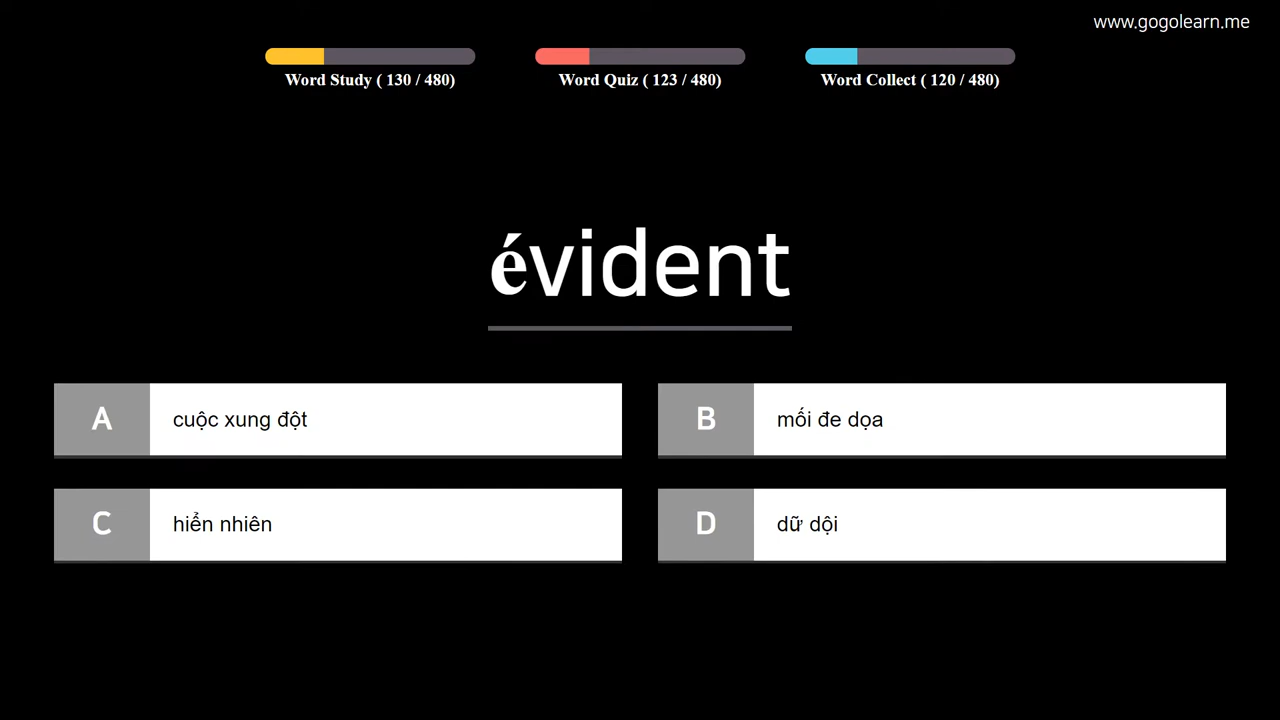 www.gogolearn.me
Word Study ( 130 / 480)
Word Quiz ( 123 / 480)
Word Collect ( 120 / 480)
évident
A
cuộc xung đột
B
mối đe dọa
C
hiển nhiên
D
dữ dội